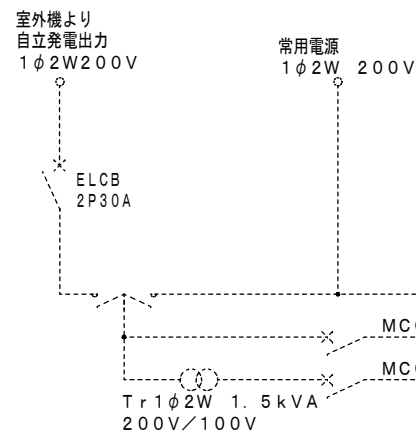 室外機より
自立発電出力
1φ2W200V
常用電源
1φ2W 200V
ELCB
2P30A
MC
MC
Tr1φ2W 1.5kVA
200V/100V